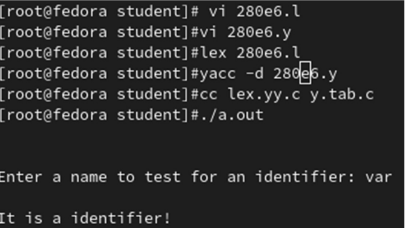 [root@fedora student]# vi 280e6.l
[root@fedora student]#vi 280e6.y
[root@fedora student]#lex 280e6.l
[root@fedora student]#yacc -d 280e6.y
[root@fedora student]#cc lex.yy.c y.tab.c
[root@fedora student]#./a.out
Enter a name to test for an identifier: var
It is a identifier!